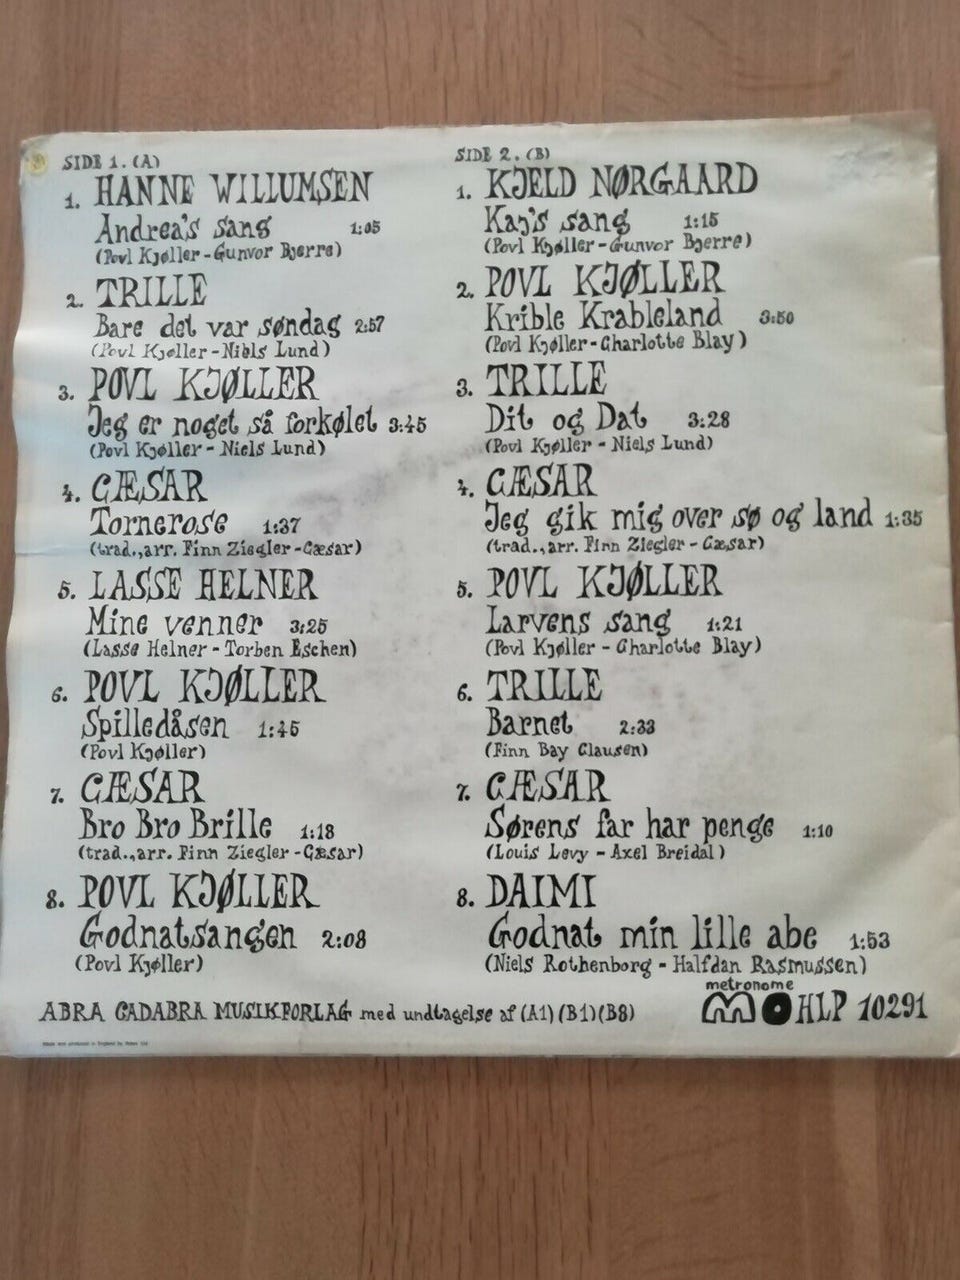 SIDE 1. (A)
1. HANNE WILLUMSEN
Andrea's sang 1:05
(Povl Kjøller - Gunvor Bjerre)
2. TRILLE
Bare det var søndag 2:57
(Povl Kjøller - Niels Lund)
3. POVL KJØLLER
Jeg er noget så forkølet 3:45
(Povl Kjøller - Niels Lund)
4. CÆSAR
Tornerose 1:37
(trad., arr. Finn Ziegler - Cæsar)
5. LASSE HELNER
Mine venner 3:25
(Lasse Helner - Torben Eschen)
6. POVL KJØLLER
Spilledåsen 1:45
(Povl Kjøller)
7. CÆSAR
Bro Bro Brille 1:18
(trad., arr. Finn Ziegler - Cæsar)
8. POVL KJØLLER
Godnatsangen 2:08
(Povl Kjøller)
SIDE 2. (B)
1. KJELD NØRGAARD
Kaj's sang 1:15
(Povl Kjøller - Gunvor Bjerre)
2. POVL KJØLLER
Krible Krableland 3:50
(Povl Kjøller - Charlotte Blay)
3. TRILLE
Dit og Dat 3:28
(Povl Kjøller - Niels Lund)
4. CÆSAR
Jeg gik mig over sø og land 1:35
(trad., arr. Finn Ziegler - Cæsar)
5. POVL KJØLLER
Larvens sang 1:21
(Povl Kjøller - Charlotte Blay)
6. TRILLE
Barnet 2:33
(Finn Bay Clausen)
7. CÆSAR
Sørens far har penge 1:10
(Louis Levy - Axel Breidal)
8. DAIMI
Godnat min lille abe 1:53
(Niels Rothenborg - Halfdan Rasmussen)
ABRA CADABRA MUSIKFORLAG med undtagelse af (A1) (B1) (B8)
metronome
HLP 10291